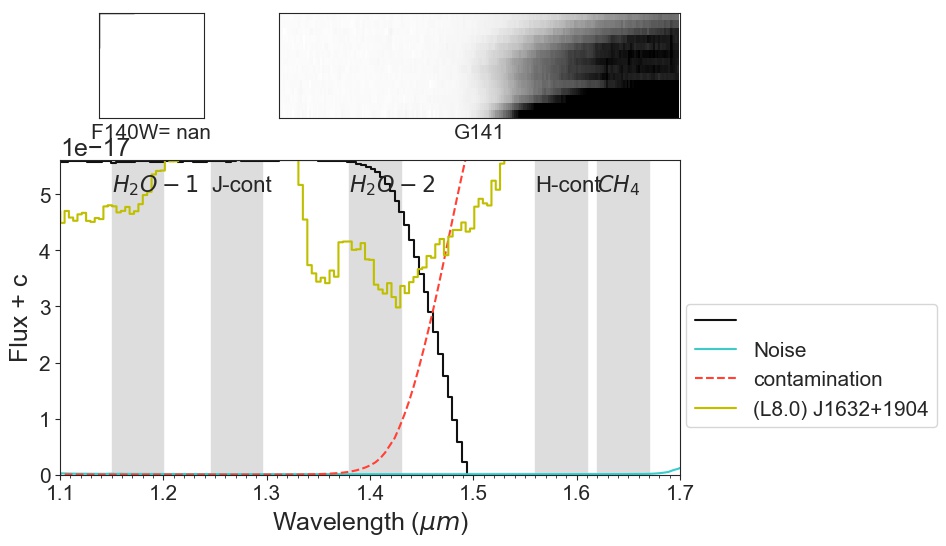 F140W= nan
G141
1e−17
H₂O − 1
J-cont
H₂O − 2
H-cont
CH₄
5
4
3
2
1
0
Flux + c
1.1
1.2
1.3
1.4
1.5
1.6
1.7
Wavelength (μm)
Noise
contamination
(L8.0) J1632+1904